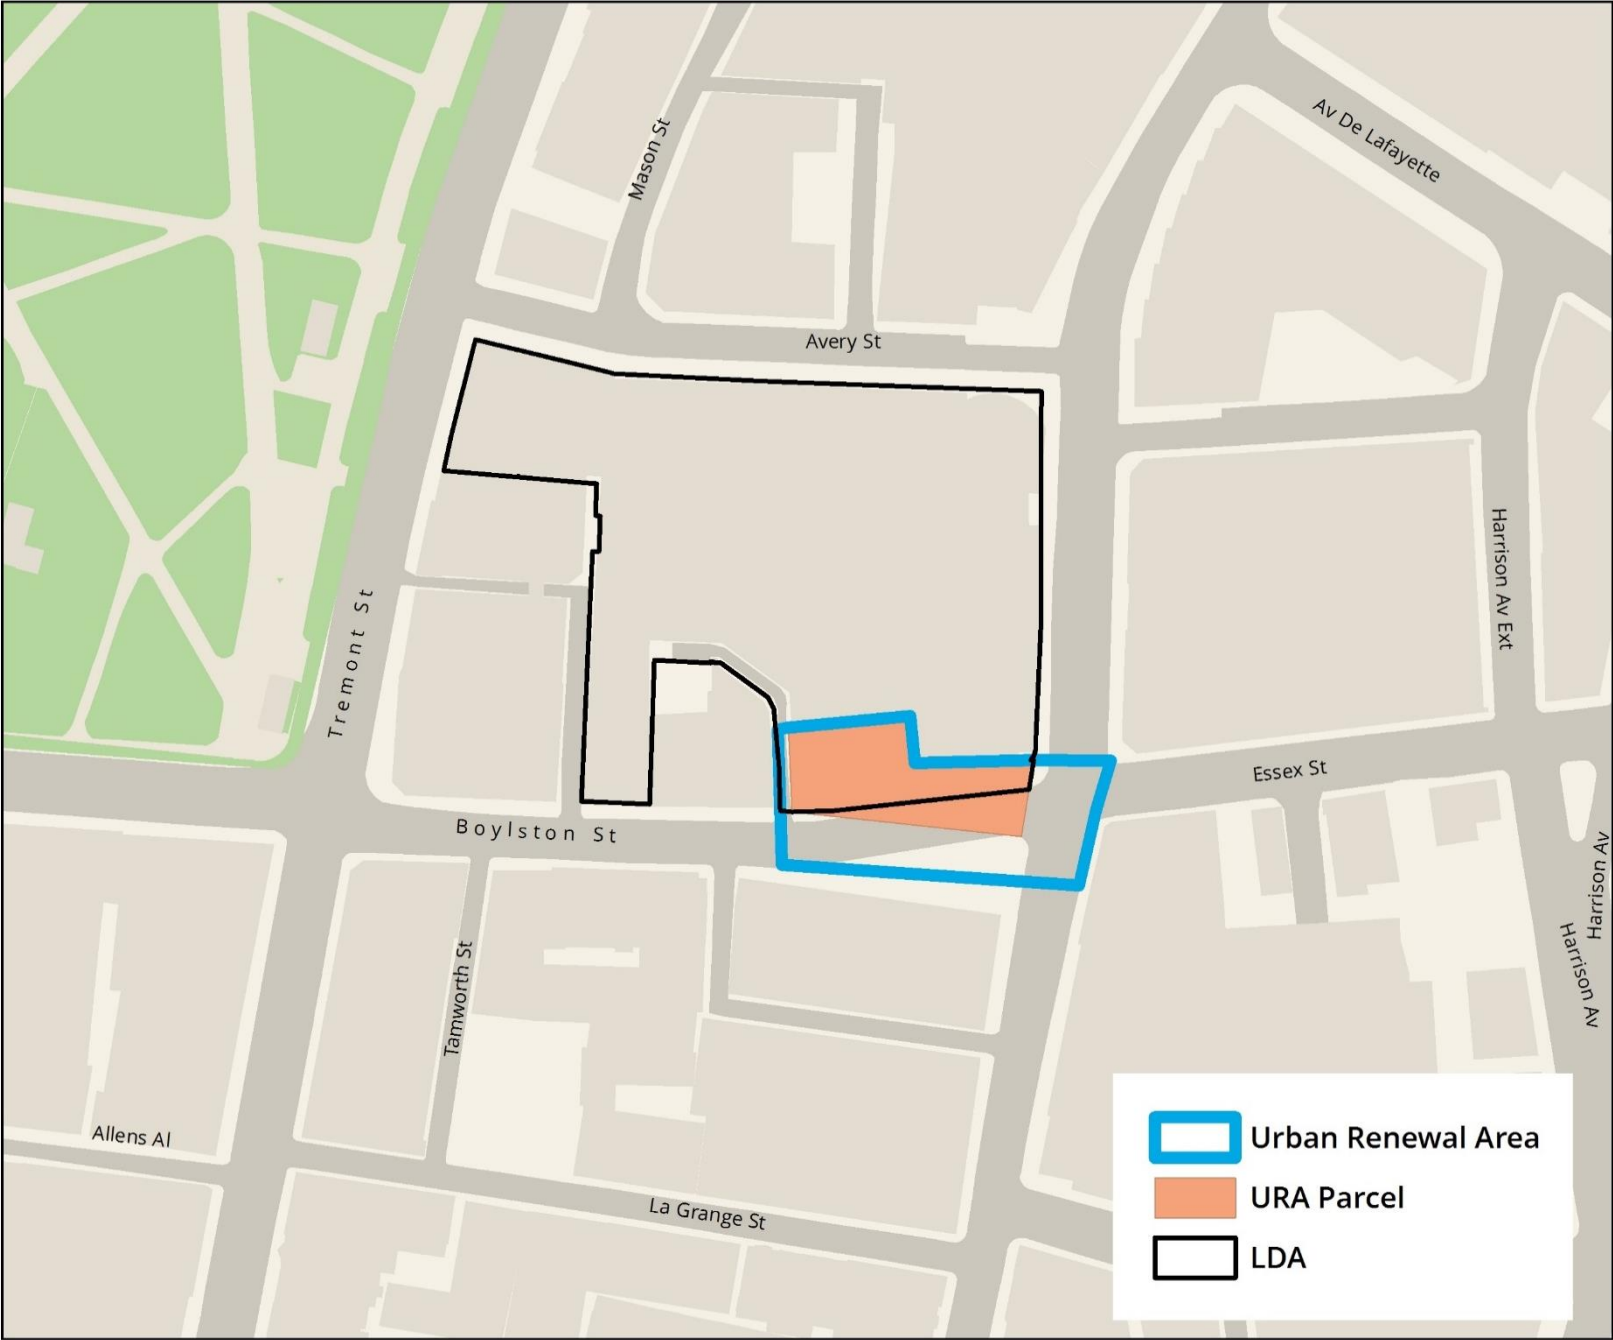 Av De Lafayette
Mason St
Avery St
Harrison Av Ext
Tremont St
Essex St
Boylston St
Harrison Av
Harrison Av
Tamworth St
Allens Al
La Grange St
Urban Renewal Area
URA Parcel
LDA